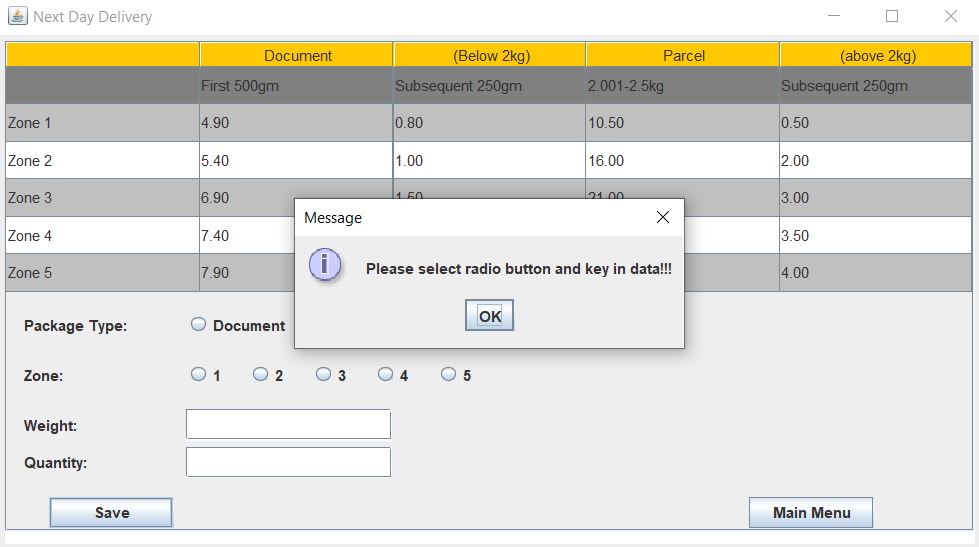 Next Day Delivery
Document (Below 2kg) Parcel (above 2kg)
First 500gm Subsequent 250gm 2.001-2.5kg Subsequent 250gm
Zone 1 4.90 0.80 10.50 0.50
Zone 2 5.40 1.00 16.00 2.00
Zone 3 6.90 1.50 21.00 3.00
Zone 4 7.40 3.50
Zone 5 7.90 4.00
Message
Please select radio button and key in data!!!
OK
Package Type: Document
Zone: 1 2 3 4 5
Weight:
Quantity:
Save Main Menu